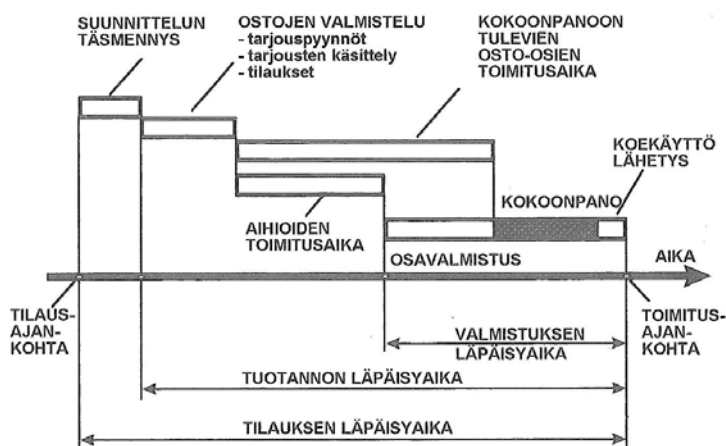 SUUNNITTELUN
TÄSMENNYS
OSTOJEN VALMISTELU
- tarjouspyynnöt
- tarjousten käsittely
- tilaukset
KOKOONPANOON
TULEVIEN
OSTO-OSIEN
TOIMITUSAIKA
KOEKÄYTTÖ
LÄHETYS
KOKOONPANO
AIHIOIDEN
TOIMITUSAIKA
OSAVALMISTUS
AIKA
TILAUS-
AJAN-
KOHTA
TOIMITUS-
AJAN-
KOHTA
VALMISTUKSEN
LÄPÄISYAIKA
TUOTANNON LÄPÄISYAIKA
TILAUKSEN LÄPÄISYAIKA